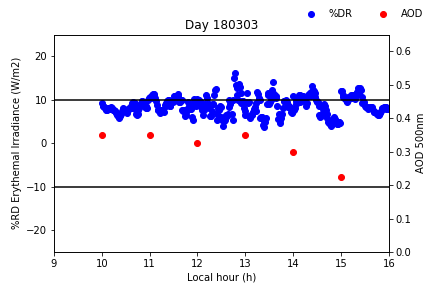 %DR AOD
Day 180303
%RD Erythemal Irradiance (W/m2)
20
10
0
−10
−20
0.6
0.5
0.4
0.3
0.2
0.1
0.0
AOD 500nm
9 10 11 12 13 14 15 16
Local hour (h)